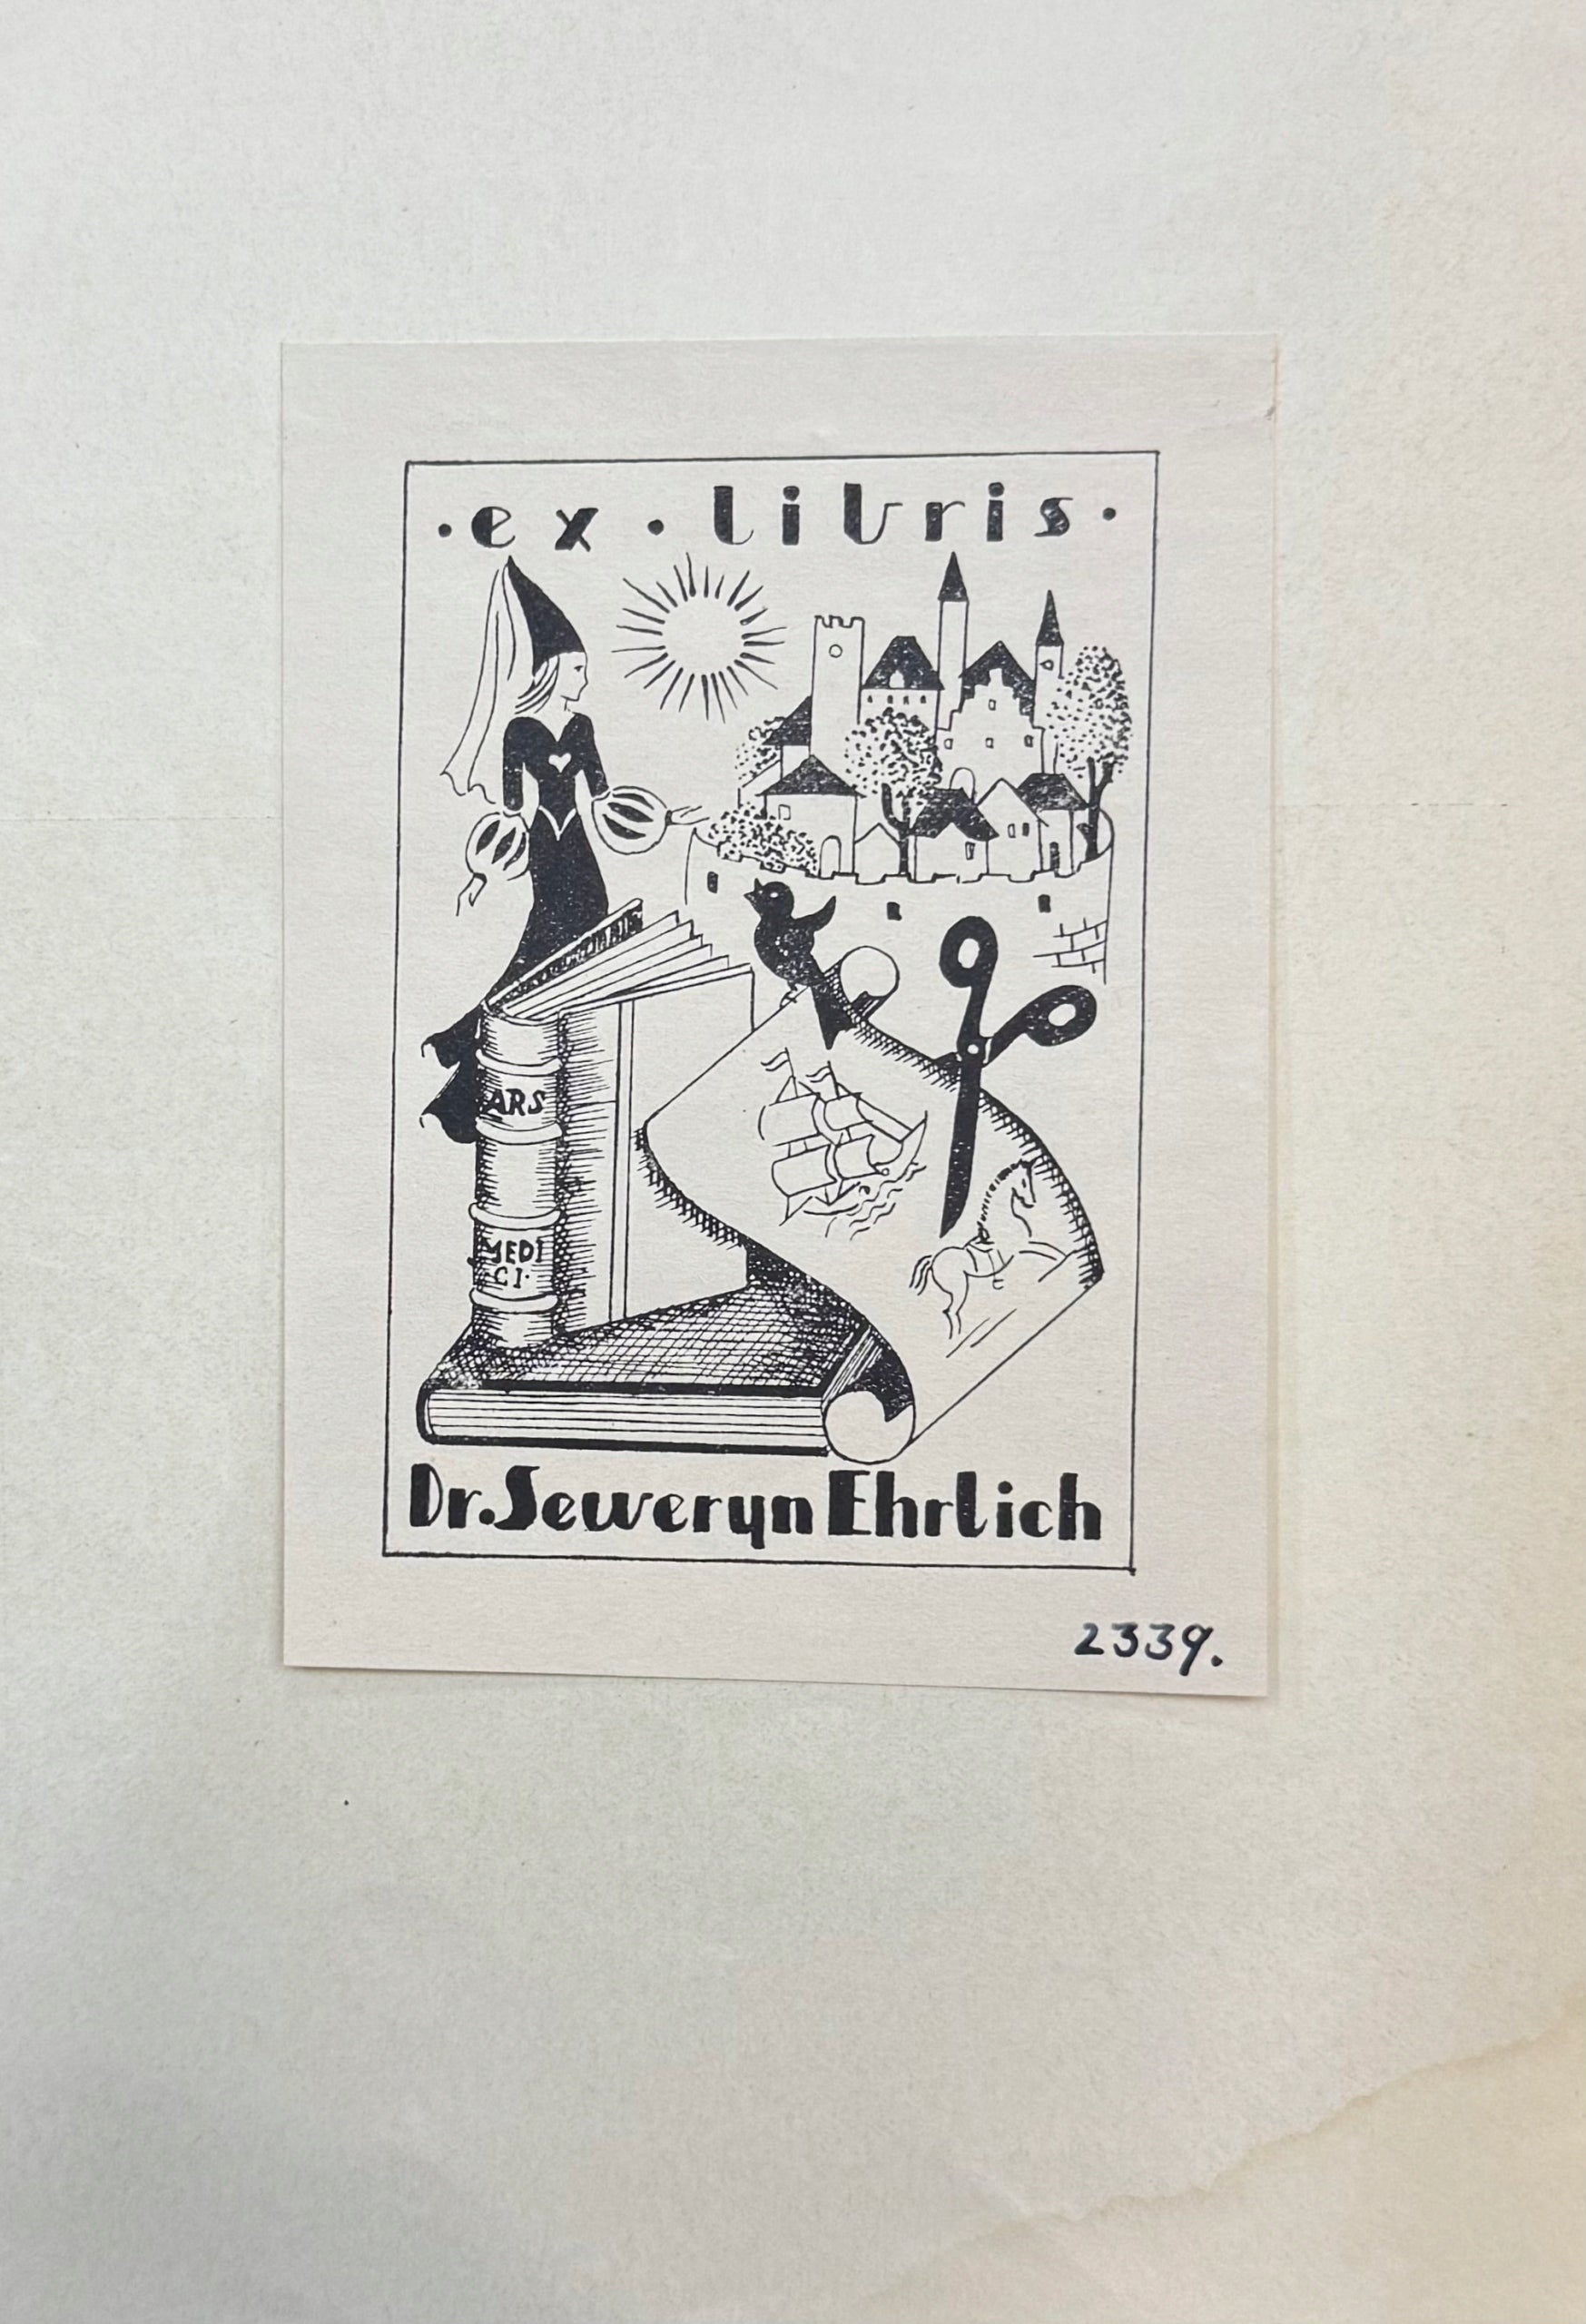 ·ex·libris·
ARS
MEDI
CI·
Dr. Seweryn Ehrlich
2339.